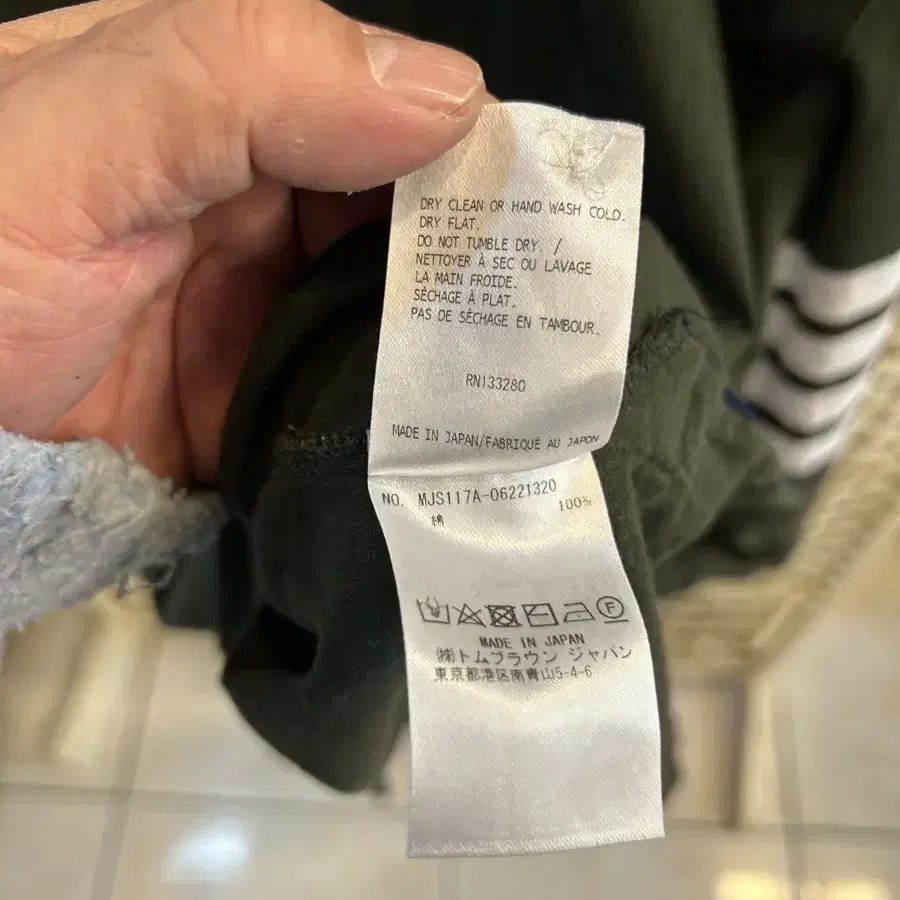 DRY CLEAN OR HAND WASH COLD.
DRY FLAT.
DO NOT TUMBLE DRY. /
NETTOYER À SEC OU LAVAGE
LA MAIN FROIDE.
SÈCHAGE À PLAT.
PAS DE SÈCHAGE EN TAMBOUR.
RN133280
MADE IN JAPAN/FABRIQUÉ AU JAPON
NO. MJS117A-06221320
綿 100%
F
MADE IN JAPAN
(株)トムブラウン ジャパン
東京都港区南青山5-4-6